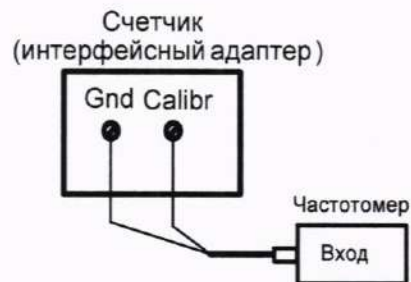 Счетчик
(интерфейсный адаптер)
Gnd Calibr
Частотомер
Вход